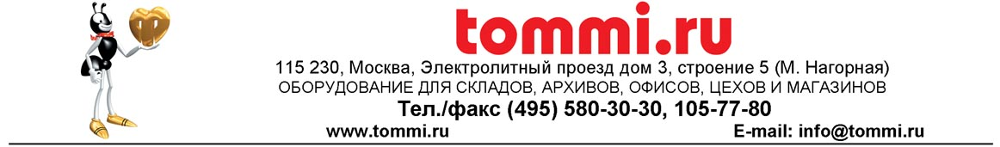 tommi.ru
115 230, Москва, Электролитный проезд дом 3, строение 5 (М. Нагорная)
ОБОРУДОВАНИЕ ДЛЯ СКЛАДОВ, АРХИВОВ, ОФИСОВ, ЦЕХОВ И МАГАЗИНОВ
Тел./факс (495) 580-30-30, 105-77-80
www.tommi.ru E-mail: info@tommi.ru